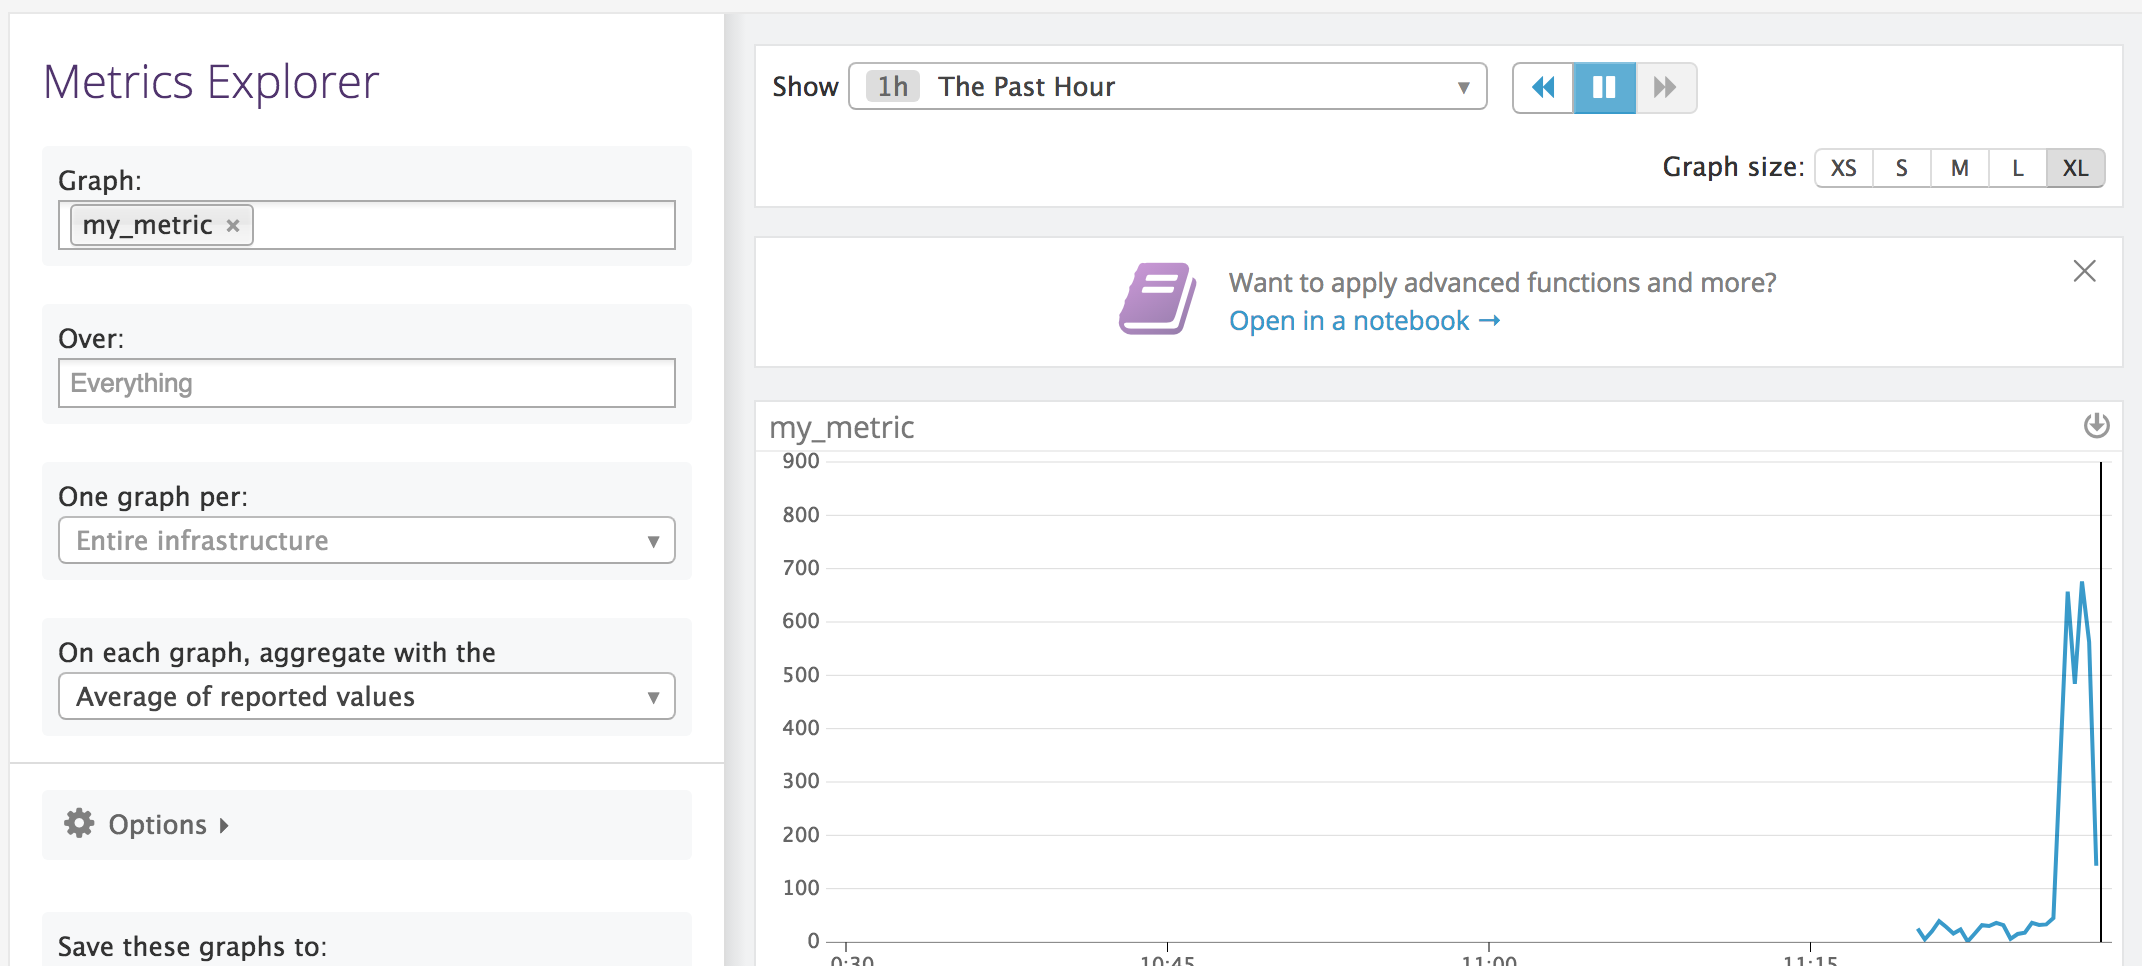 Metrics Explorer
Graph:
my_metric ×
Over:
Everything
One graph per:
Entire infrastructure
On each graph, aggregate with the
Average of reported values
Options
Save these graphs to:
Show 1h The Past Hour
Graph size: XS S M L XL
Want to apply advanced functions and more?
Open in a notebook →
my_metric
900
800
700
600
500
400
300
200
100
0
0:30 10:45 11:00 11:15